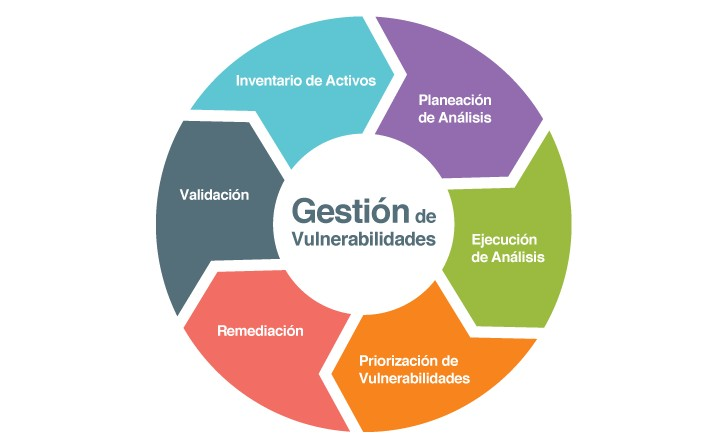 Inventario de Activos
Planeación
de Análisis
Ejecución
de Análisis
Priorización de
Vulnerabilidades
Remediación
Validación
Gestión de
Vulnerabilidades